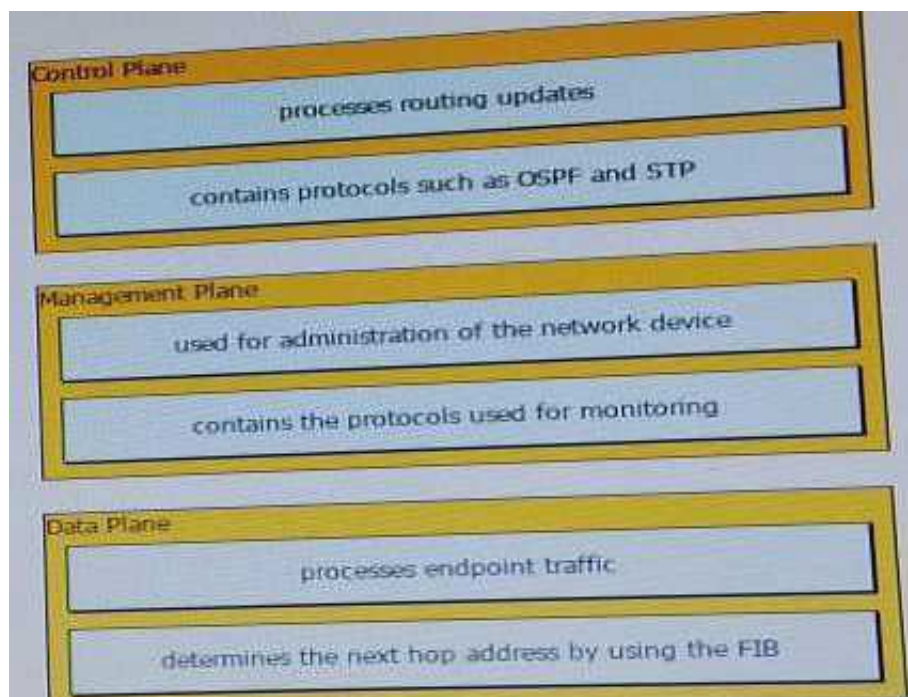 Control Plane
processes routing updates
contains protocols such as OSPF and STP
Management Plane
used for administration of the network device
contains the protocols used for monitoring
Data Plane
processes endpoint traffic
determines the next hop address by using the FIB